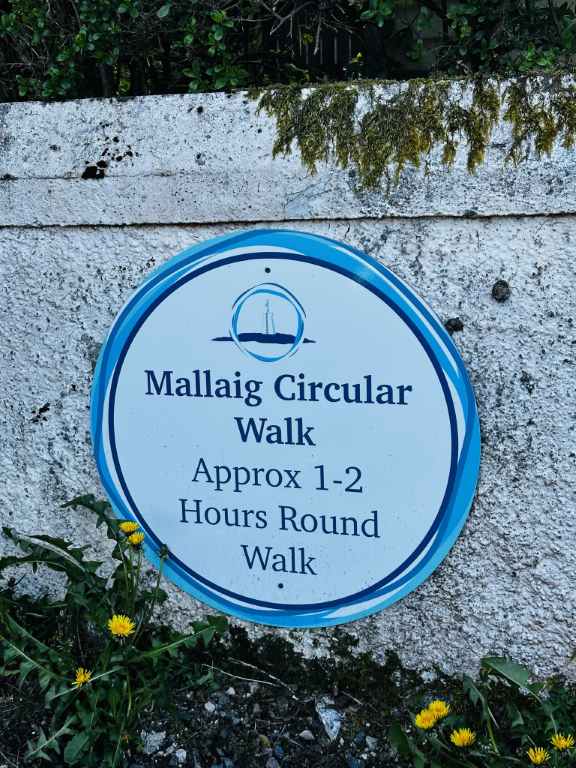 Mallaig Circular
Walk
Approx 1-2
Hours Round
Walk